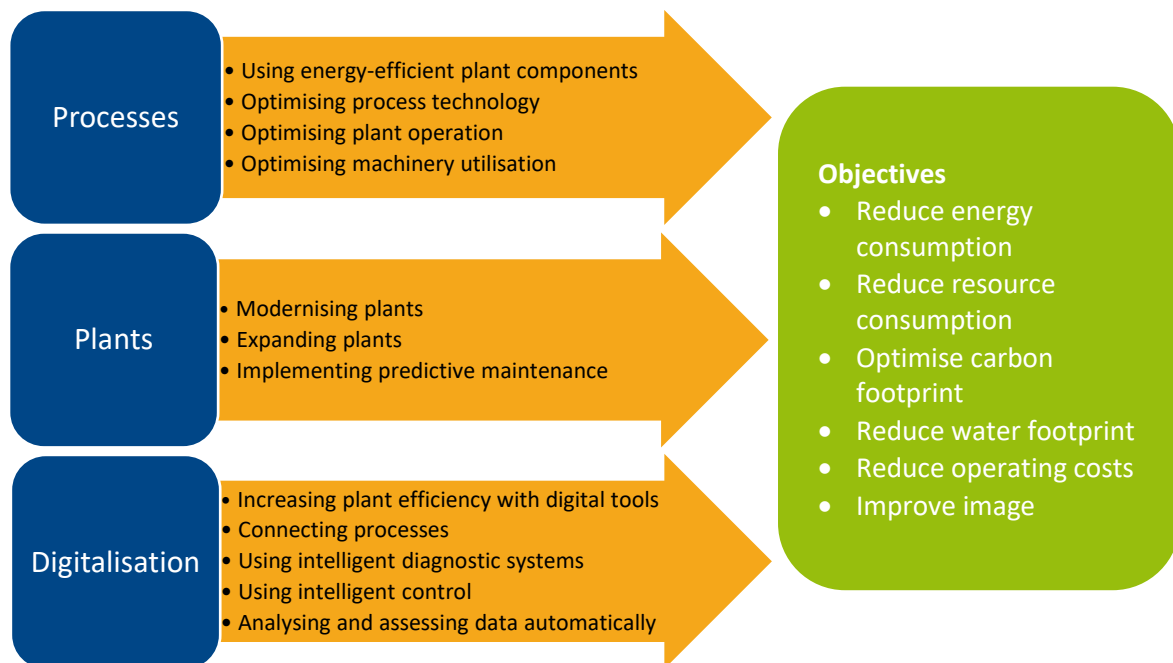 Processes
• Using energy-efficient plant components
• Optimising process technology
• Optimising plant operation
• Optimising machinery utilisation
Plants
• Modernising plants
• Expanding plants
• Implementing predictive maintenance
Digitalisation
• Increasing plant efficiency with digital tools
• Connecting processes
• Using intelligent diagnostic systems
• Using intelligent control
• Analysing and assessing data automatically
Objectives
• Reduce energy
consumption
• Reduce resource
consumption
• Optimise carbon
footprint
• Reduce water footprint
• Reduce operating costs
• Improve image